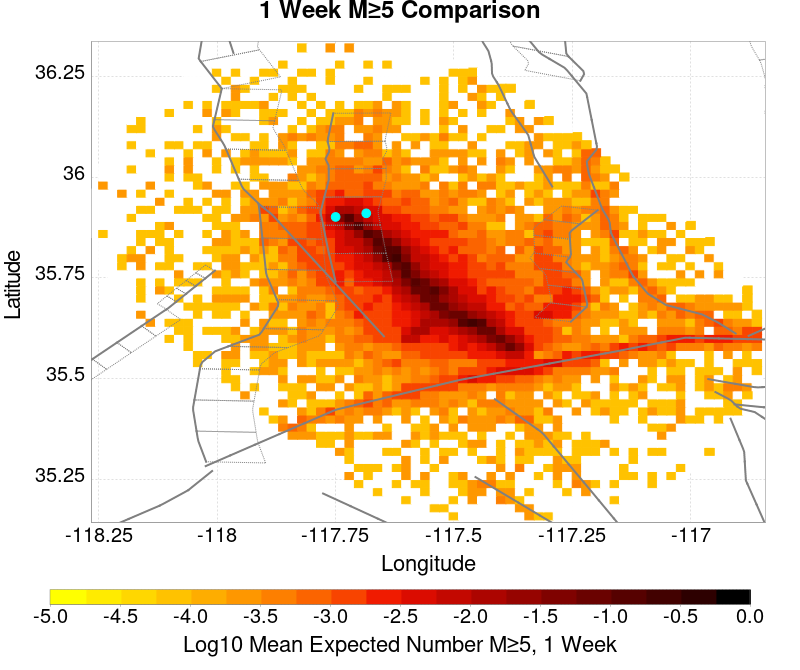 1 Week M≥5 Comparison
36.25
36
35.75
35.5
35.25
Latitude
-118.25 -118 -117.75 -117.5 -117.25 -117
Longitude
-5.0 -4.5 -4.0 -3.5 -3.0 -2.5 -2.0 -1.5 -1.0 -0.5 0.0
Log10 Mean Expected Number M≥5, 1 Week